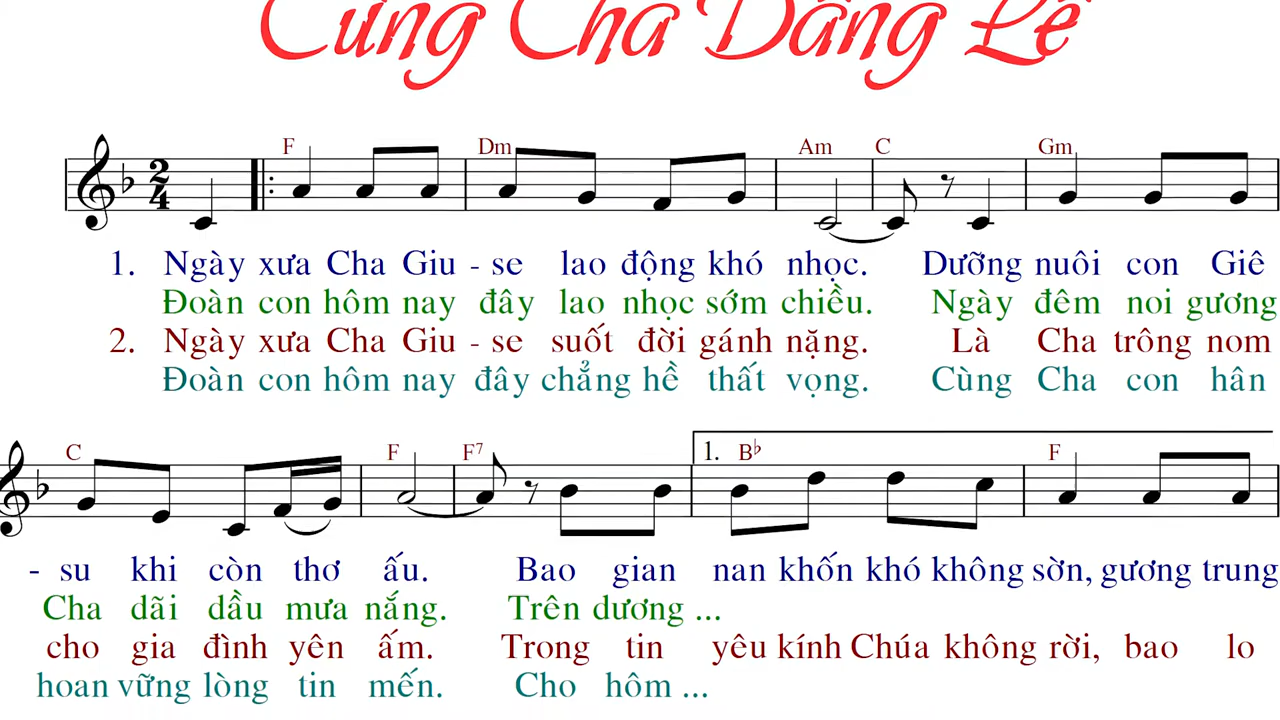 Cùng Cha Dâng Lễ
F Dm Am C Gm
1. Ngày xưa Cha Giu - se lao động khó nhọc. Dưỡng nuôi con Giê
Đoàn con hôm nay đây lao nhọc sớm chiều. Ngày đêm noi gương
2. Ngày xưa Cha Giu - se suốt đời gánh nặng. Là Cha trông nom
Đoàn con hôm nay đây chẳng hề thất vọng. Cùng Cha con hân
C F F7 1. B♭ F
- su khi còn thơ ấu. Bao gian nan khốn khó không sờn, gương trung
Cha dãi dầu mưa nắng. Trên dương ...
cho gia đình yên ấm. Trong tin yêu kính Chúa không rời, bao lo
hoan vững lòng tin mến. Cho hôm ...